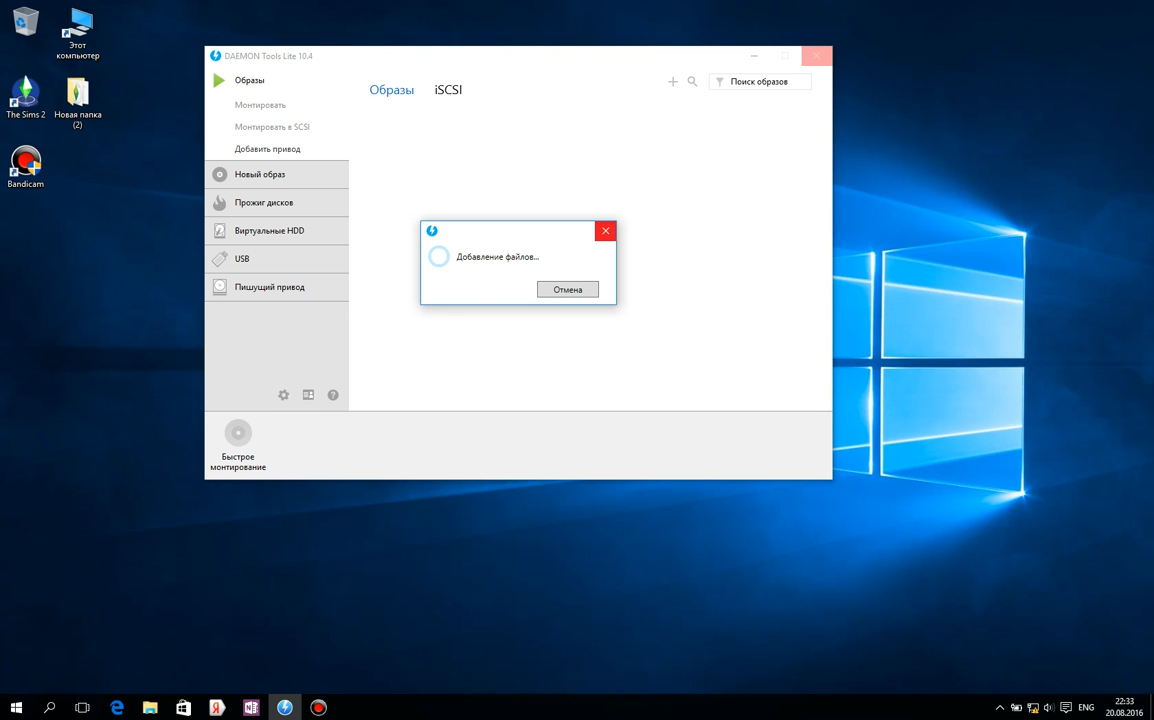 Этот
компьютер
The Sims 2
Новая папка
(2)
Bandicam
DAEMON Tools Lite 10.4
Образы
Монтировать
Монтировать в SCSI
Добавить привод
Новый образ
Прожиг дисков
Виртуальные HDD
USB
Пишущий привод
Образы
iSCSI
Поиск образов
Добавление файлов...
Отмена
Быстрое
монтирование
ENG
22:33
20.08.2016